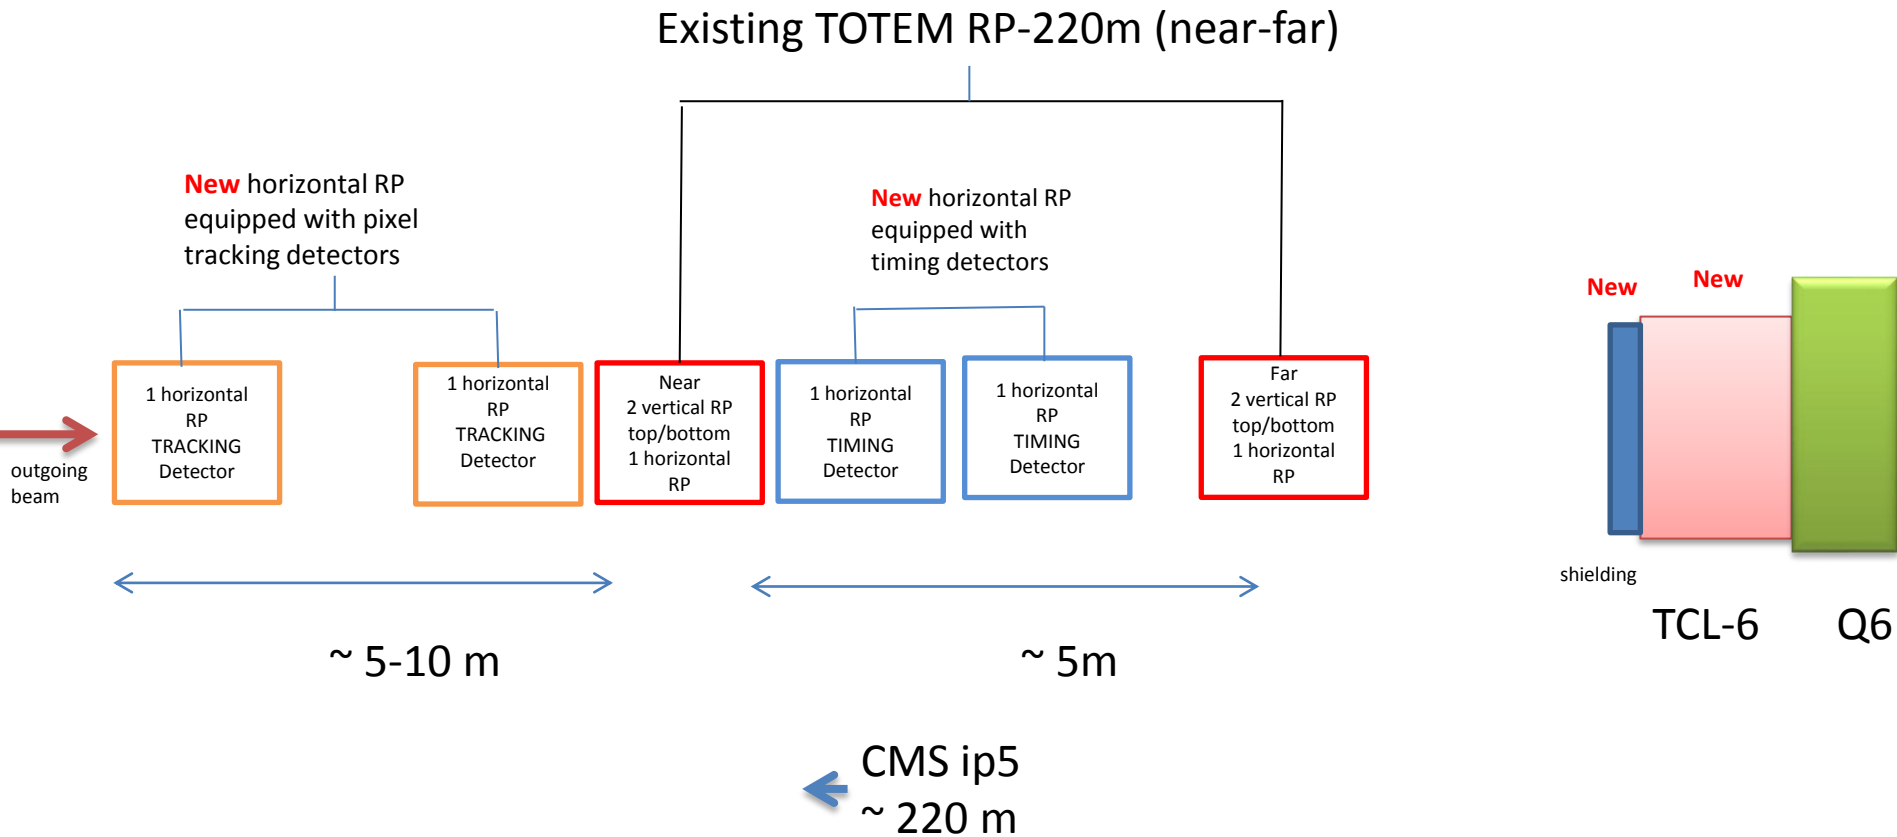 Existing TOTEM RP-220m (near-far)
New horizontal RP
equipped with pixel
tracking detectors
New horizontal RP
equipped with
timing detectors
New
New
1 horizontal
RP
TRACKING
Detector
1 horizontal
RP
TRACKING
Detector
Near
2 vertical RP
top/bottom
1 horizontal
RP
1 horizontal
RP
TIMING
Detector
1 horizontal
RP
TIMING
Detector
Far
2 vertical RP
top/bottom
1 horizontal
RP
outgoing
beam
shielding
TCL-6
Q6
~ 5-10 m
~ 5m
CMS ip5
~ 220 m